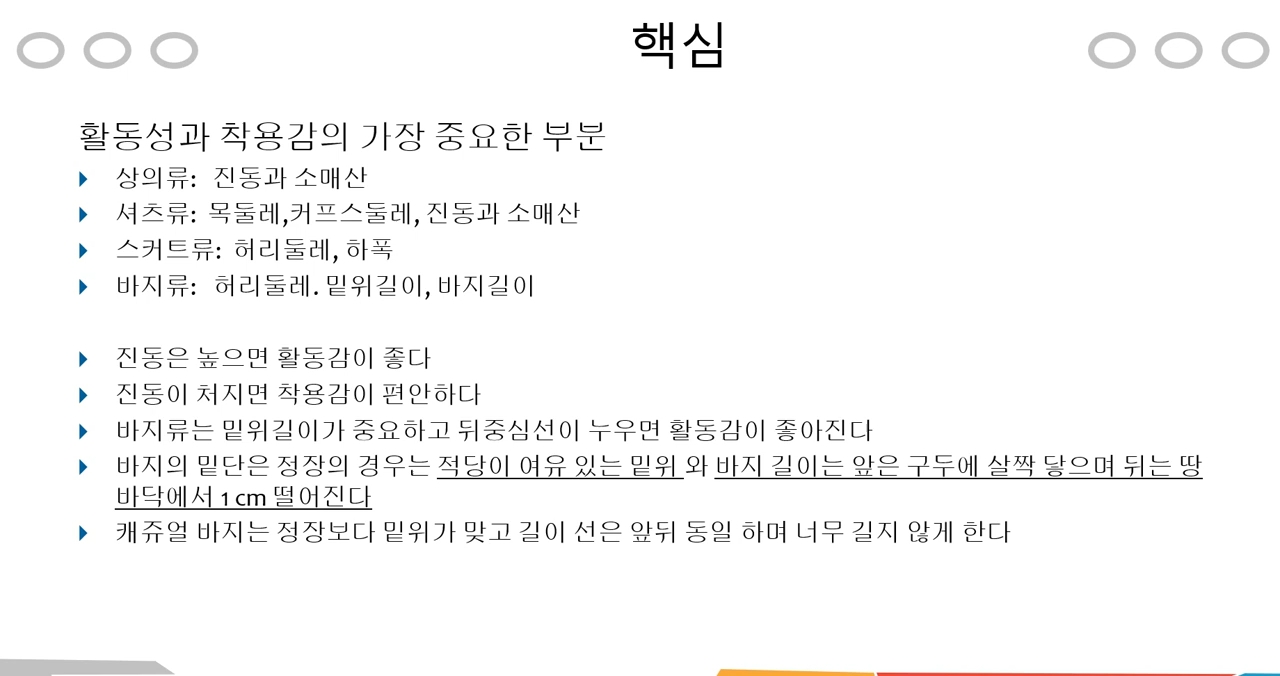 핵심
활동성과 착용감의 가장 중요한 부분
상의류: 진동과 소매산
셔츠류: 목둘레,커프스둘레, 진동과 소매산
스커트류: 허리둘레, 하폭
바지류: 허리둘레. 밑위길이, 바지길이
진동은 높으면 활동감이 좋다
진동이 처지면 착용감이 편안하다
바지류는 밑위길이가 중요하고 뒤중심선이 누우면 활동감이 좋아진다
바지의 밑단은 정장의 경우는 적당이 여유 있는 밑위 와 바지 길이는 앞은 구두에 살짝 닿으며 뒤는 땅
바닥에서 1 cm 떨어진다
캐쥬얼 바지는 정장보다 밑위가 맞고 길이 선은 앞뒤 동일 하며 너무 길지 않게 한다